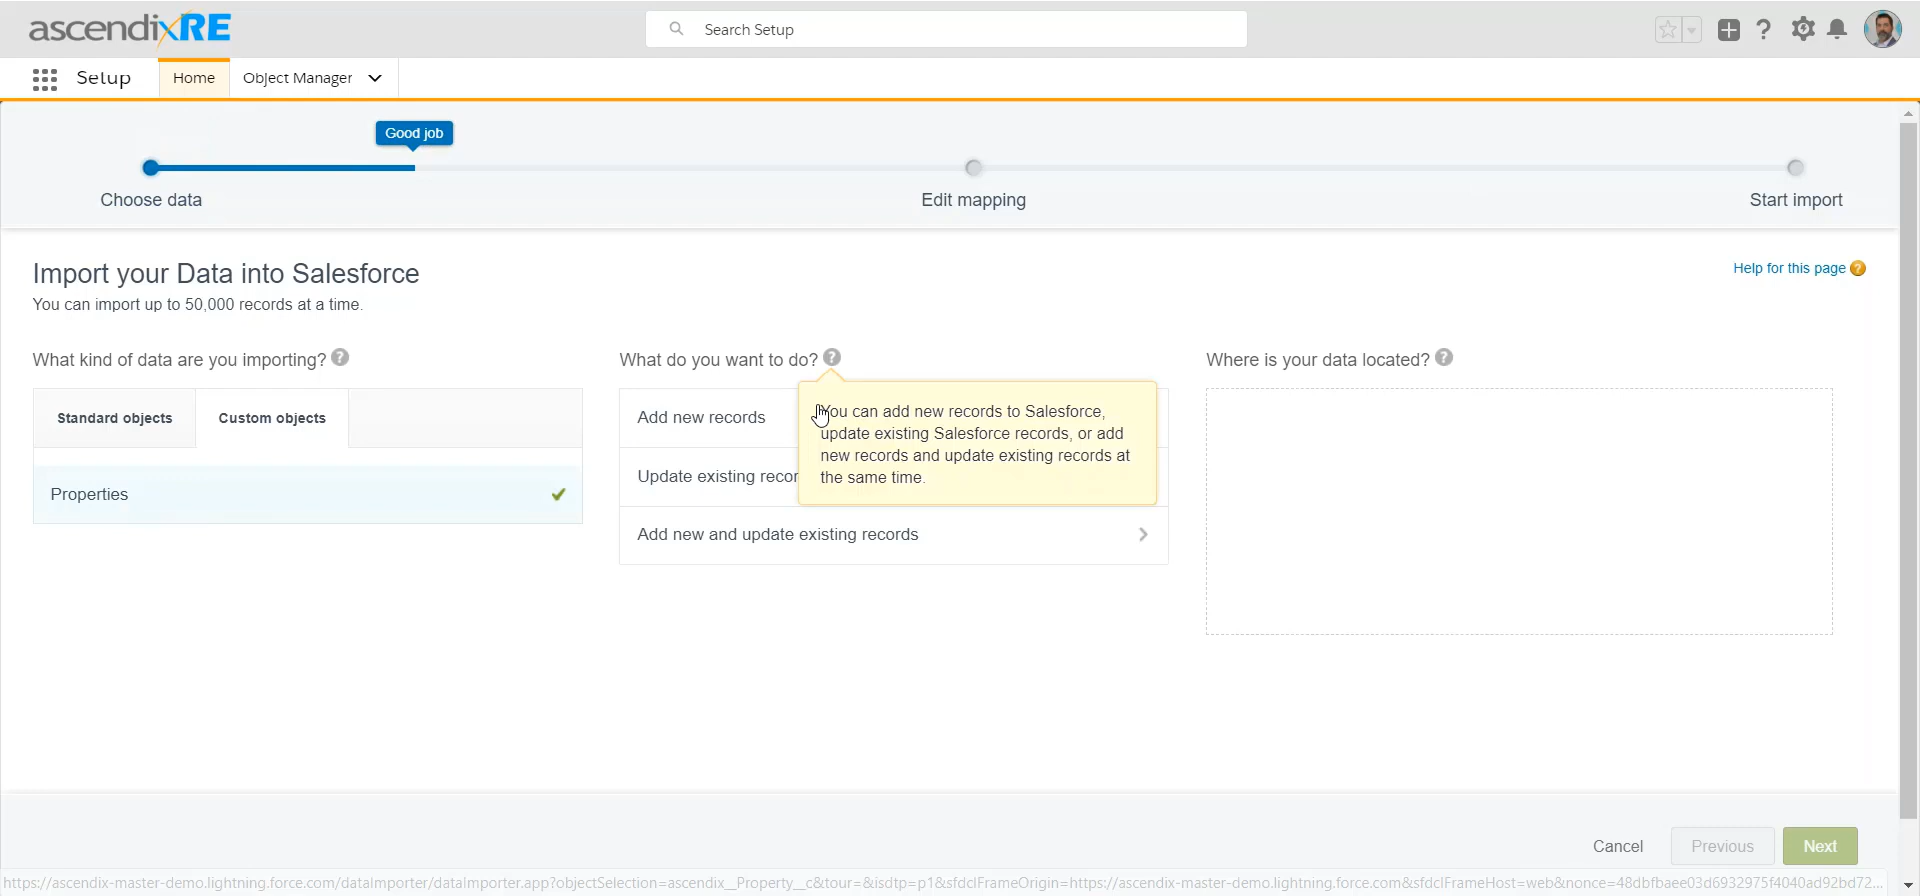 ascendixRE
Search Setup
Setup
Home
Object Manager
Good job
Choose data
Edit mapping
Start import
Import your Data into Salesforce
Help for this page
You can import up to 50,000 records at a time.
What kind of data are you importing?
Standard objects
Custom objects
Properties
What do you want to do?
Add new records
Update existing recor
Add new and update existing records
You can add new records to Salesforce,
update existing Salesforce records, or add
new records and update existing records at
the same time.
Where is your data located?
Cancel
Previous
Next
https://ascendix-master-demo.lightning.force.com/dataImporter/dataImporter.app?objectSelection=ascendix__Property__c&tour=&isdtp=p1&sfdcIFrameOrigin=https://ascendix-master-demo.lightning.force.com&sfdcIFrameHost=web&nonce=48dbfbaee03d6932975f4040ad92bd72...